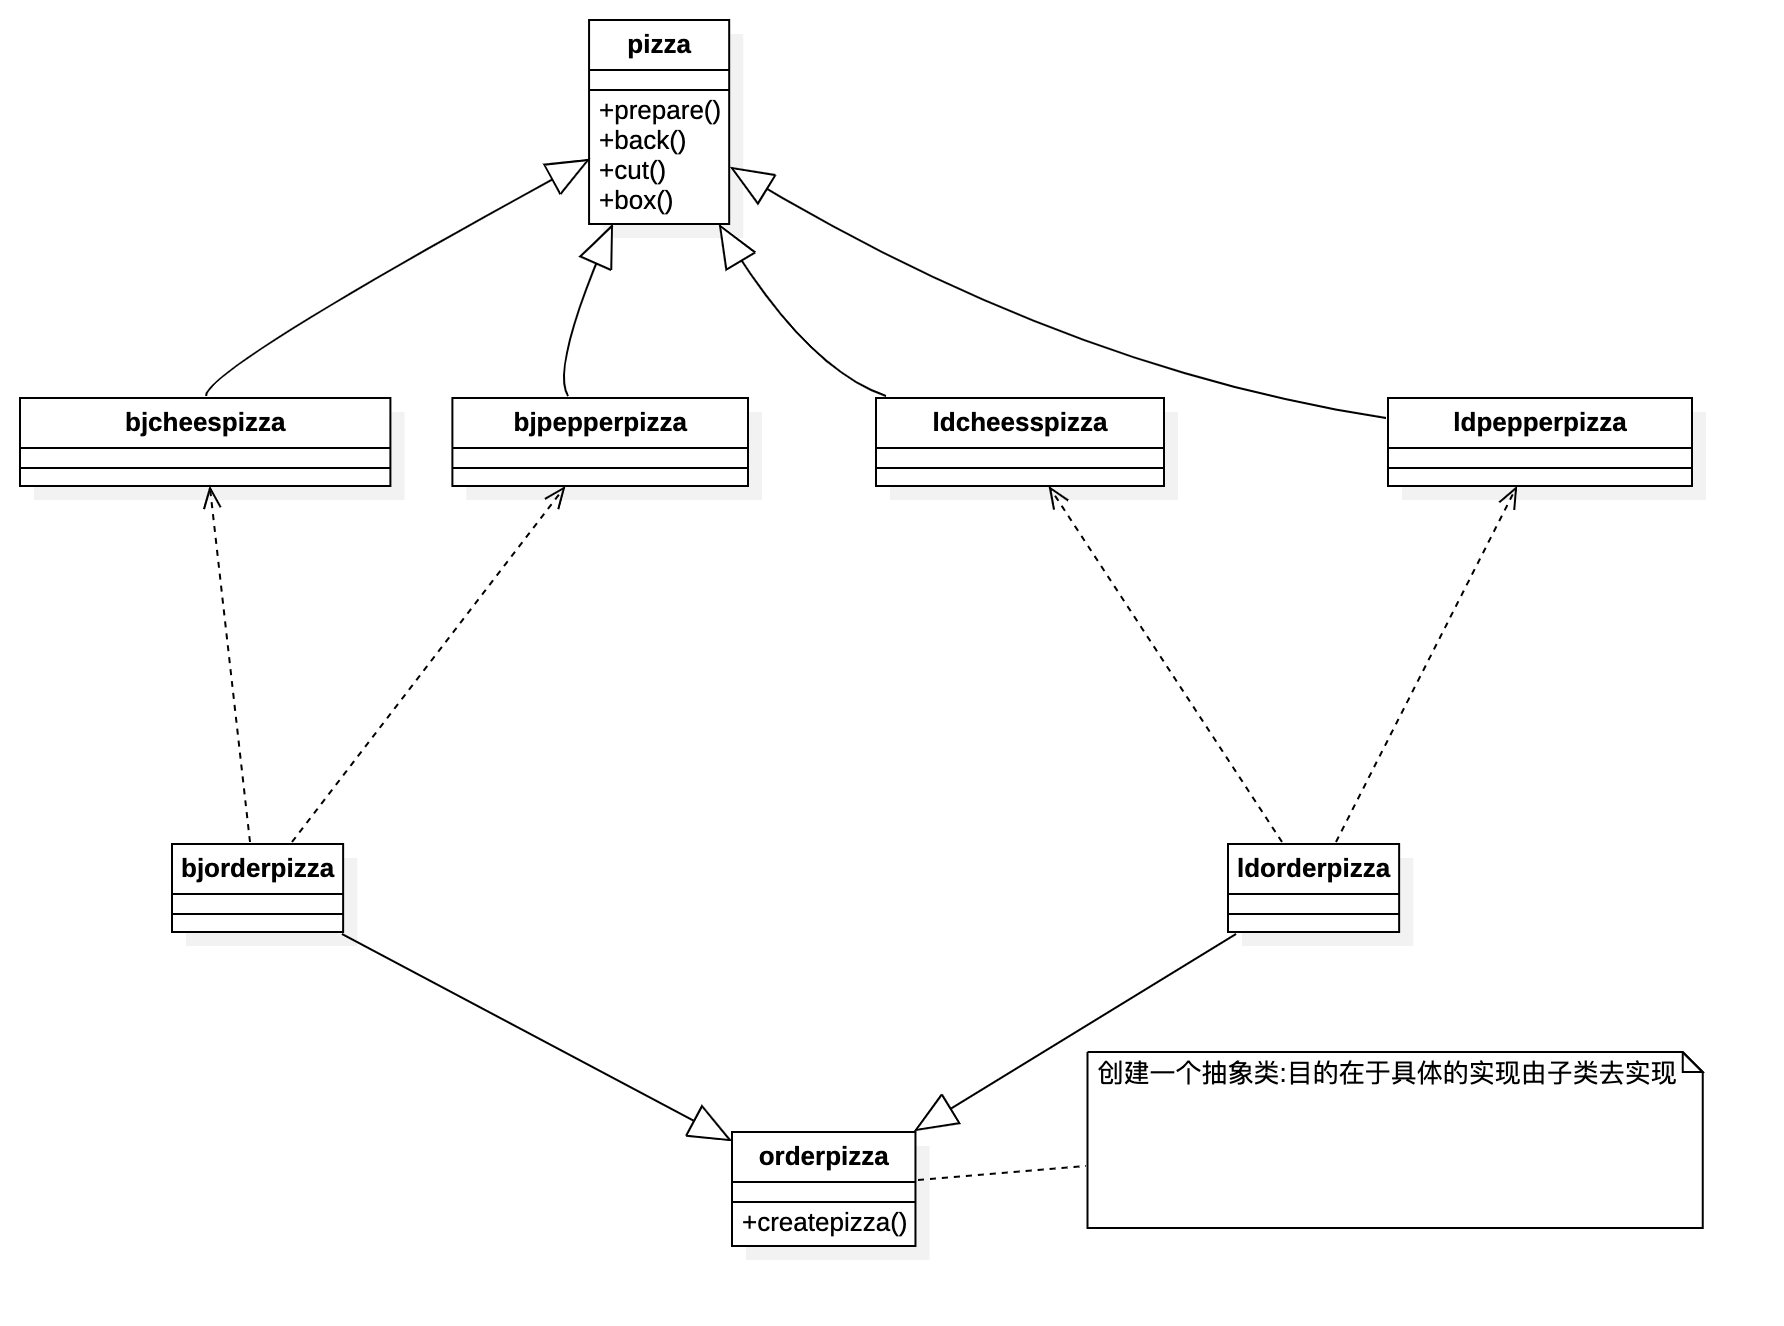 pizza
+prepare()
+back()
+cut()
+box()
bjcheespizza
bjpepperpizza
ldcheesspizza
ldpepperpizza
bjorderpizza
ldorderpizza
创建一个抽象类:目的在于具体的实现由子类去实现
orderpizza
+createpizza()